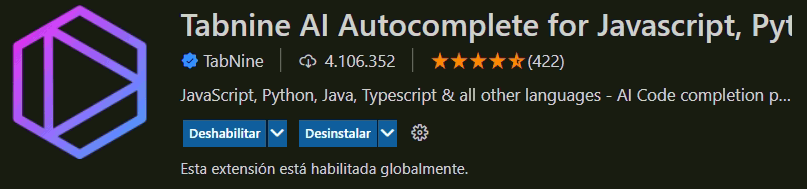 Tabnine AI Autocomplete for Javascript, Pyt
TabNine 4.106.352 (422)
JavaScript, Python, Java, Typescript & all other languages - AI Code completion p...
Deshabilitar Desinstalar
Esta extensión está habilitada globalmente.